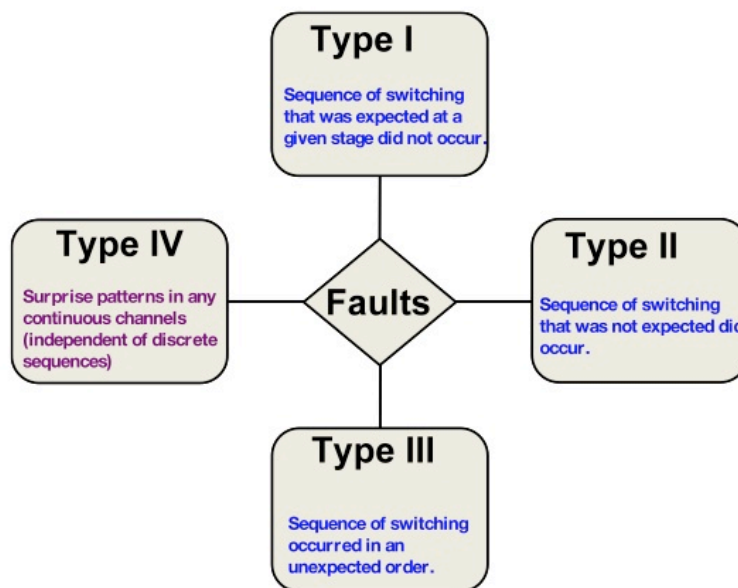 Type I
Sequence of switching
that was expected at a
given stage did not occur.
Type IV
Surprise patterns in any
continuous channels
(independent of discrete
sequences)
Faults
Type II
Sequence of switching
that was not expected did
occur.
Type III
Sequence of switching
occurred in an
unexpected order.